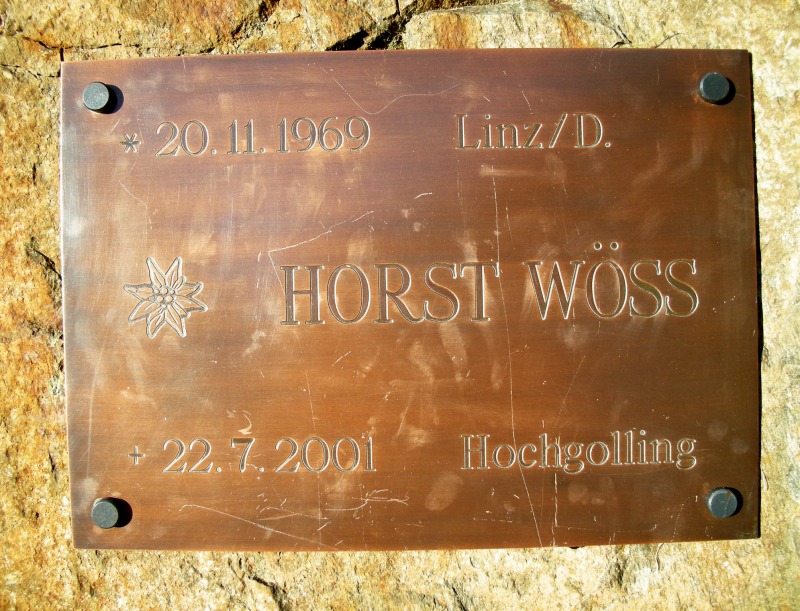 * 20.11.1969 Linz/D.
HORST WÖSS
+ 22.7.2001 Hochgolling